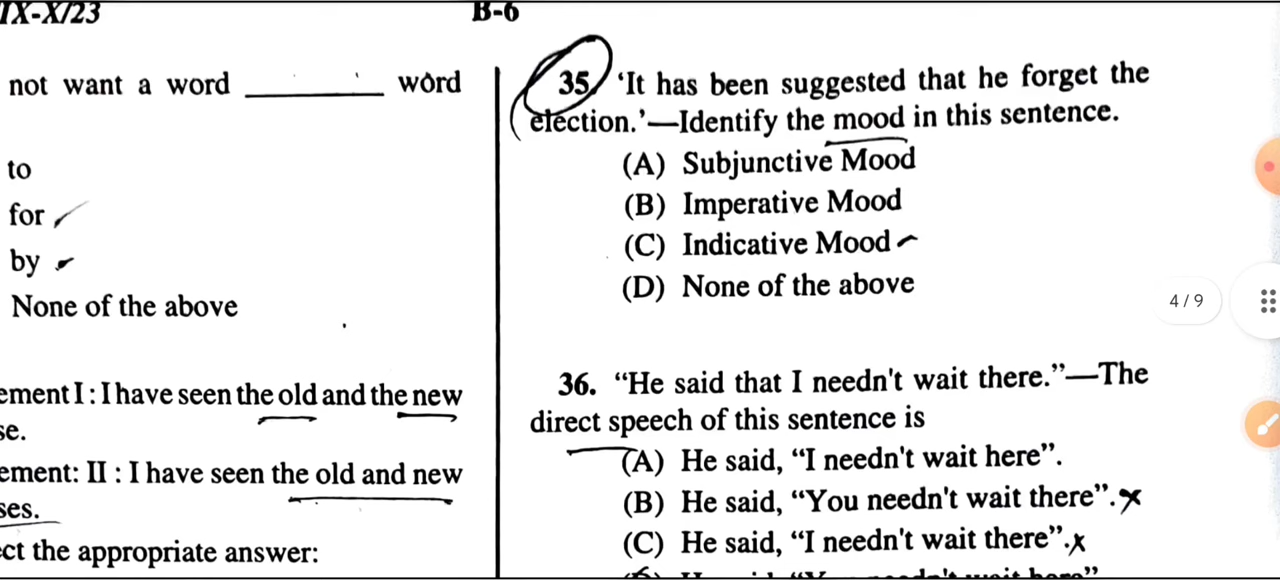 IX-X/23
B-6
not want a word ________ word
to
for
by
None of the above
ement I : I have seen the old and the new
se.
ement: II : I have seen the old and new
ses.
ct the appropriate answer:
35. ‘It has been suggested that he forget the
election.’—Identify the mood in this sentence.
(A) Subjunctive Mood
(B) Imperative Mood
(C) Indicative Mood
(D) None of the above
36. “He said that I needn't wait there.”—The
direct speech of this sentence is
(A) He said, “I needn't wait here”.
(B) He said, “You needn't wait there”.
(C) He said, “I needn't wait there”.
4 / 9